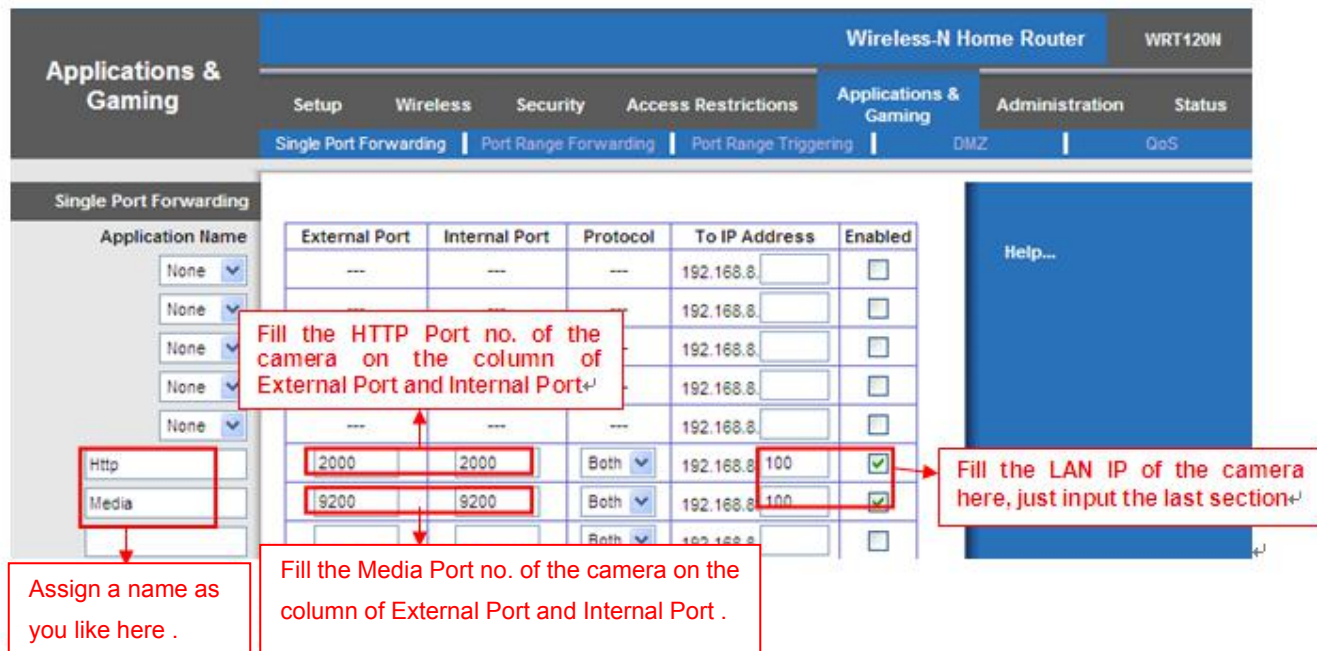 Wireless-N Home Router WRT120N
Applications &
Gaming
Setup Wireless Security Access Restrictions Applications & Gaming Administration Status
Single Port Forwarding Port Range Forwarding Port Range Triggering DMZ QoS
Single Port Forwarding
Application Name External Port Internal Port Protocol To IP Address Enabled
Help...
None --- --- --- 192.168.8.
None --- 192.168.8.
None 192.168.8.
None 192.168.8.
None --- --- --- 192.168.8.
Fill the HTTP Port no. of the
camera on the column of
External Port and Internal Port↵
Http 2000 2000 Both 192.168.8. 100
Media 9200 9200 Both 192.168.8. 100
Both 192.168.8.
Fill the LAN IP of the camera
here, just input the last section↵
↵
Assign a name as
you like here .
Fill the Media Port no. of the camera on the
column of External Port and Internal Port .